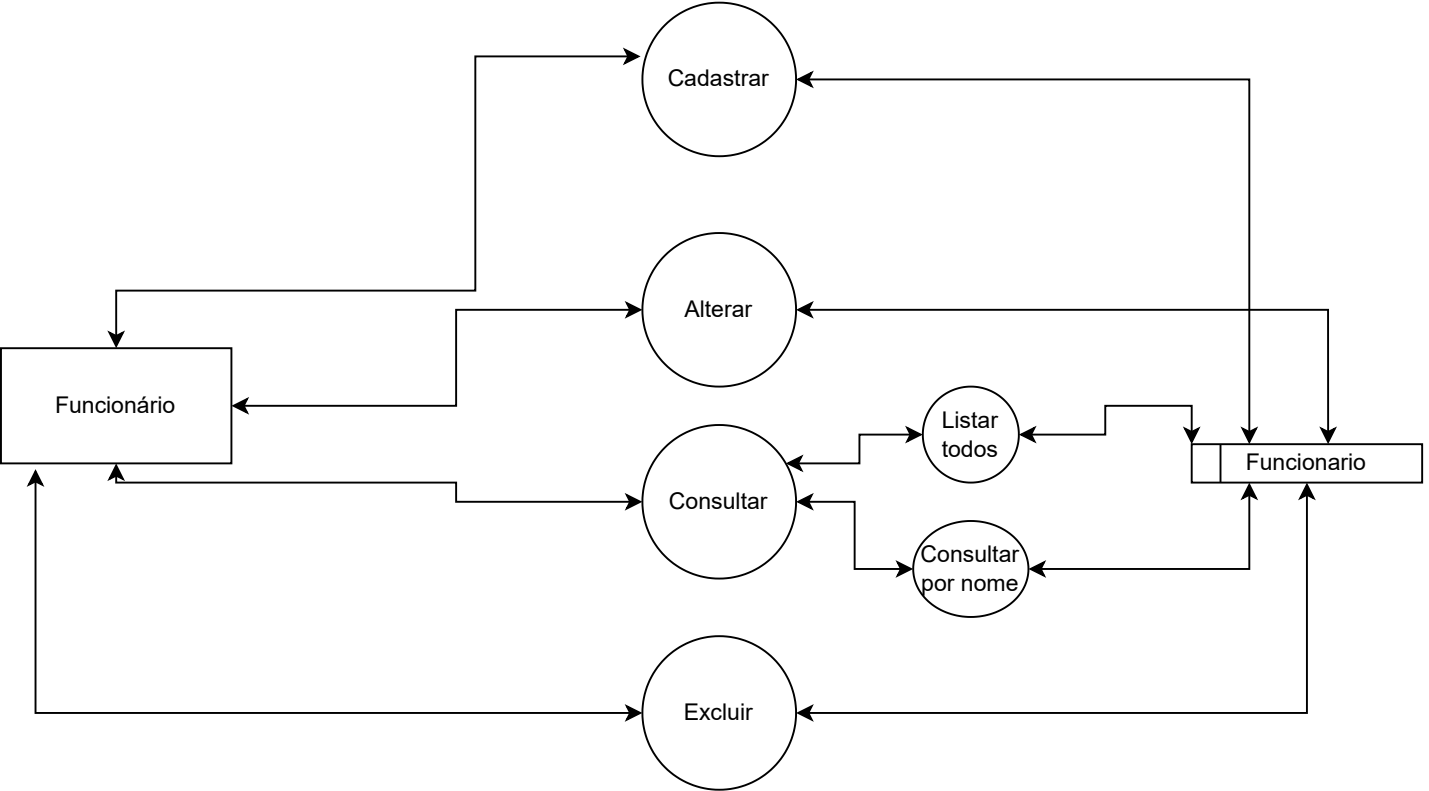 Cadastrar
Alterar
Funcionário
Listar
todos
Funcionario
Consultar
Consultar
por nome
Excluir